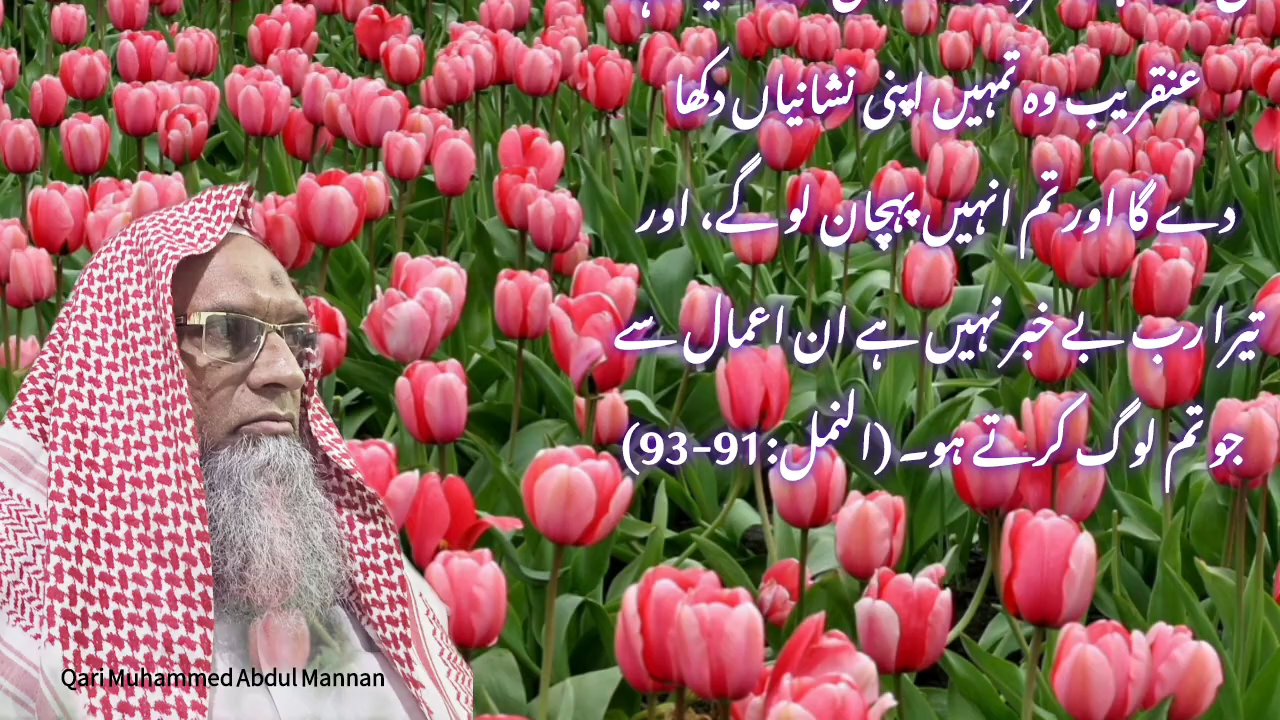 عنقریب وہ تمہیں اپنی نشانیاں دکھا
دے گا اور تم انہیں پہچان لو گے، اور
تیرا رب بے خبر نہیں ہے ان اعمال سے
جو تم لوگ کرتے ہو۔ (النمل:91-93)
Qari Muhammed Abdul Mannan